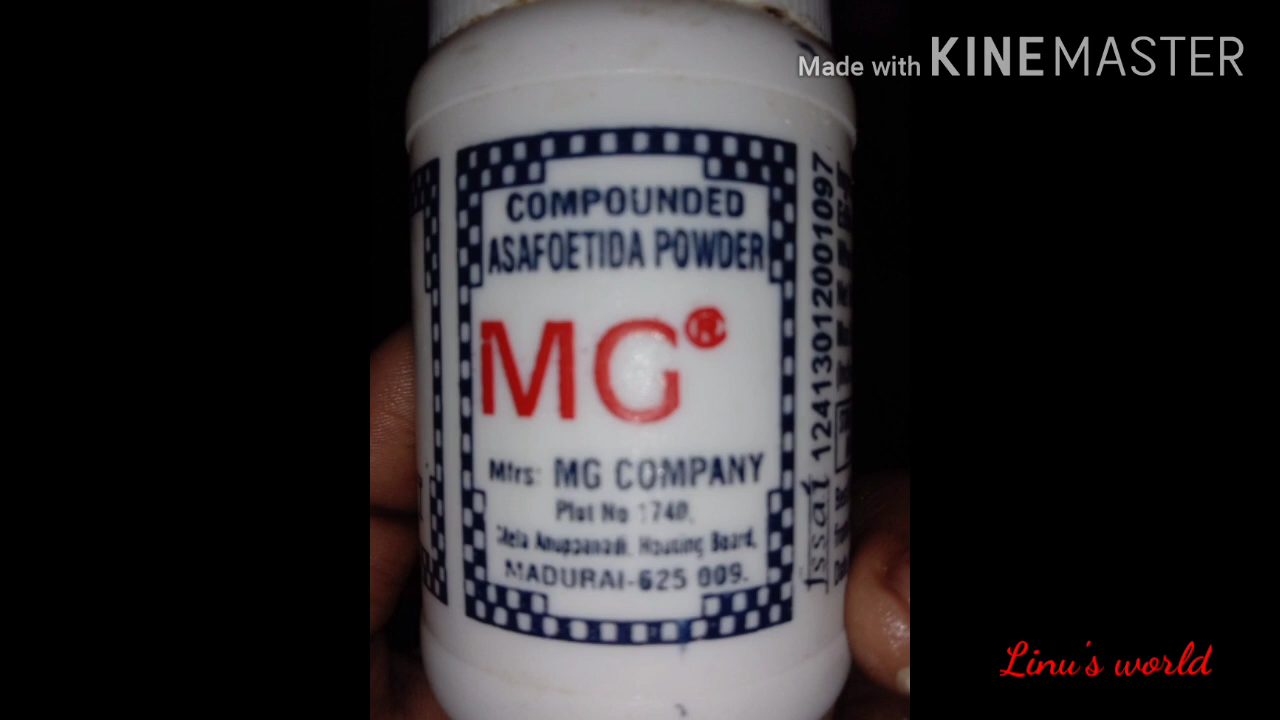 Made with KINEMASTER
COMPOUNDED
ASAFOETIDA POWDER
MG®
Mfrs: MG COMPANY
Plot No 1740,
Mela Anuppanadi, Housing Board,
MADURAI-625 009.
fssai 12413012001097
Linu's world